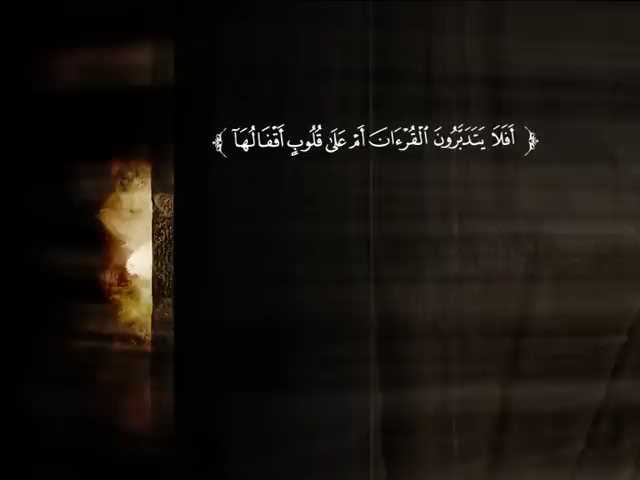 ﴿ أَفَلَا يَتَدَبَّرُونَ ٱلْقُرْءَانَ أَمْ عَلَىٰ قُلُوبٍ أَقْفَالُهَآ ﴾